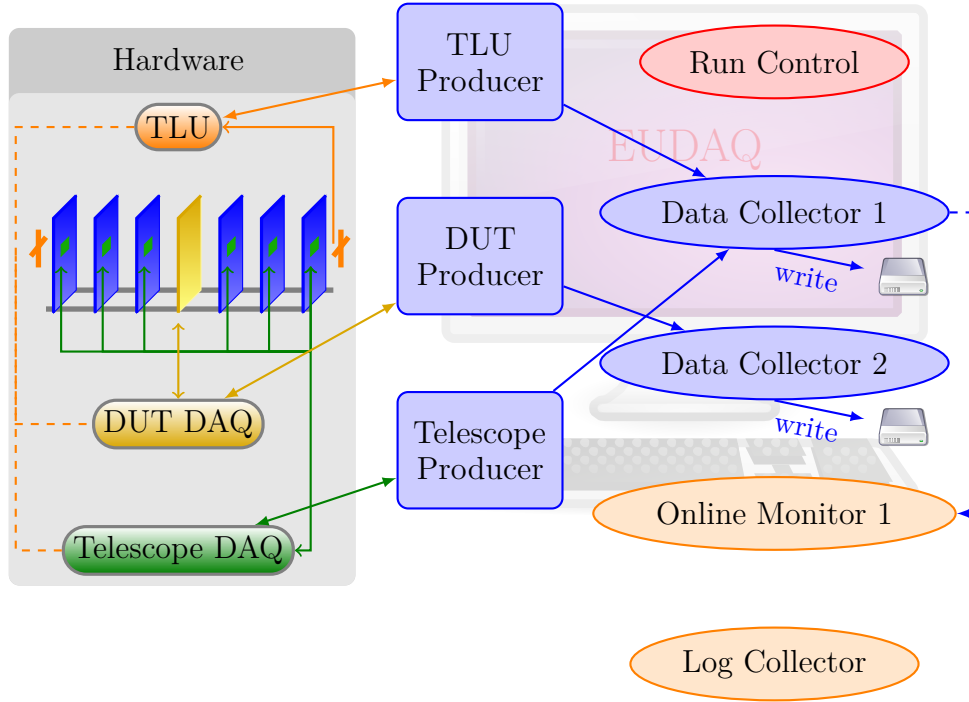 Hardware
TLU
DUT DAQ
Telescope DAQ
TLU
Producer
DUT
Producer
Telescope
Producer
EUDAQ
Run Control
Data Collector 1
write
Data Collector 2
write
Online Monitor 1
Log Collector